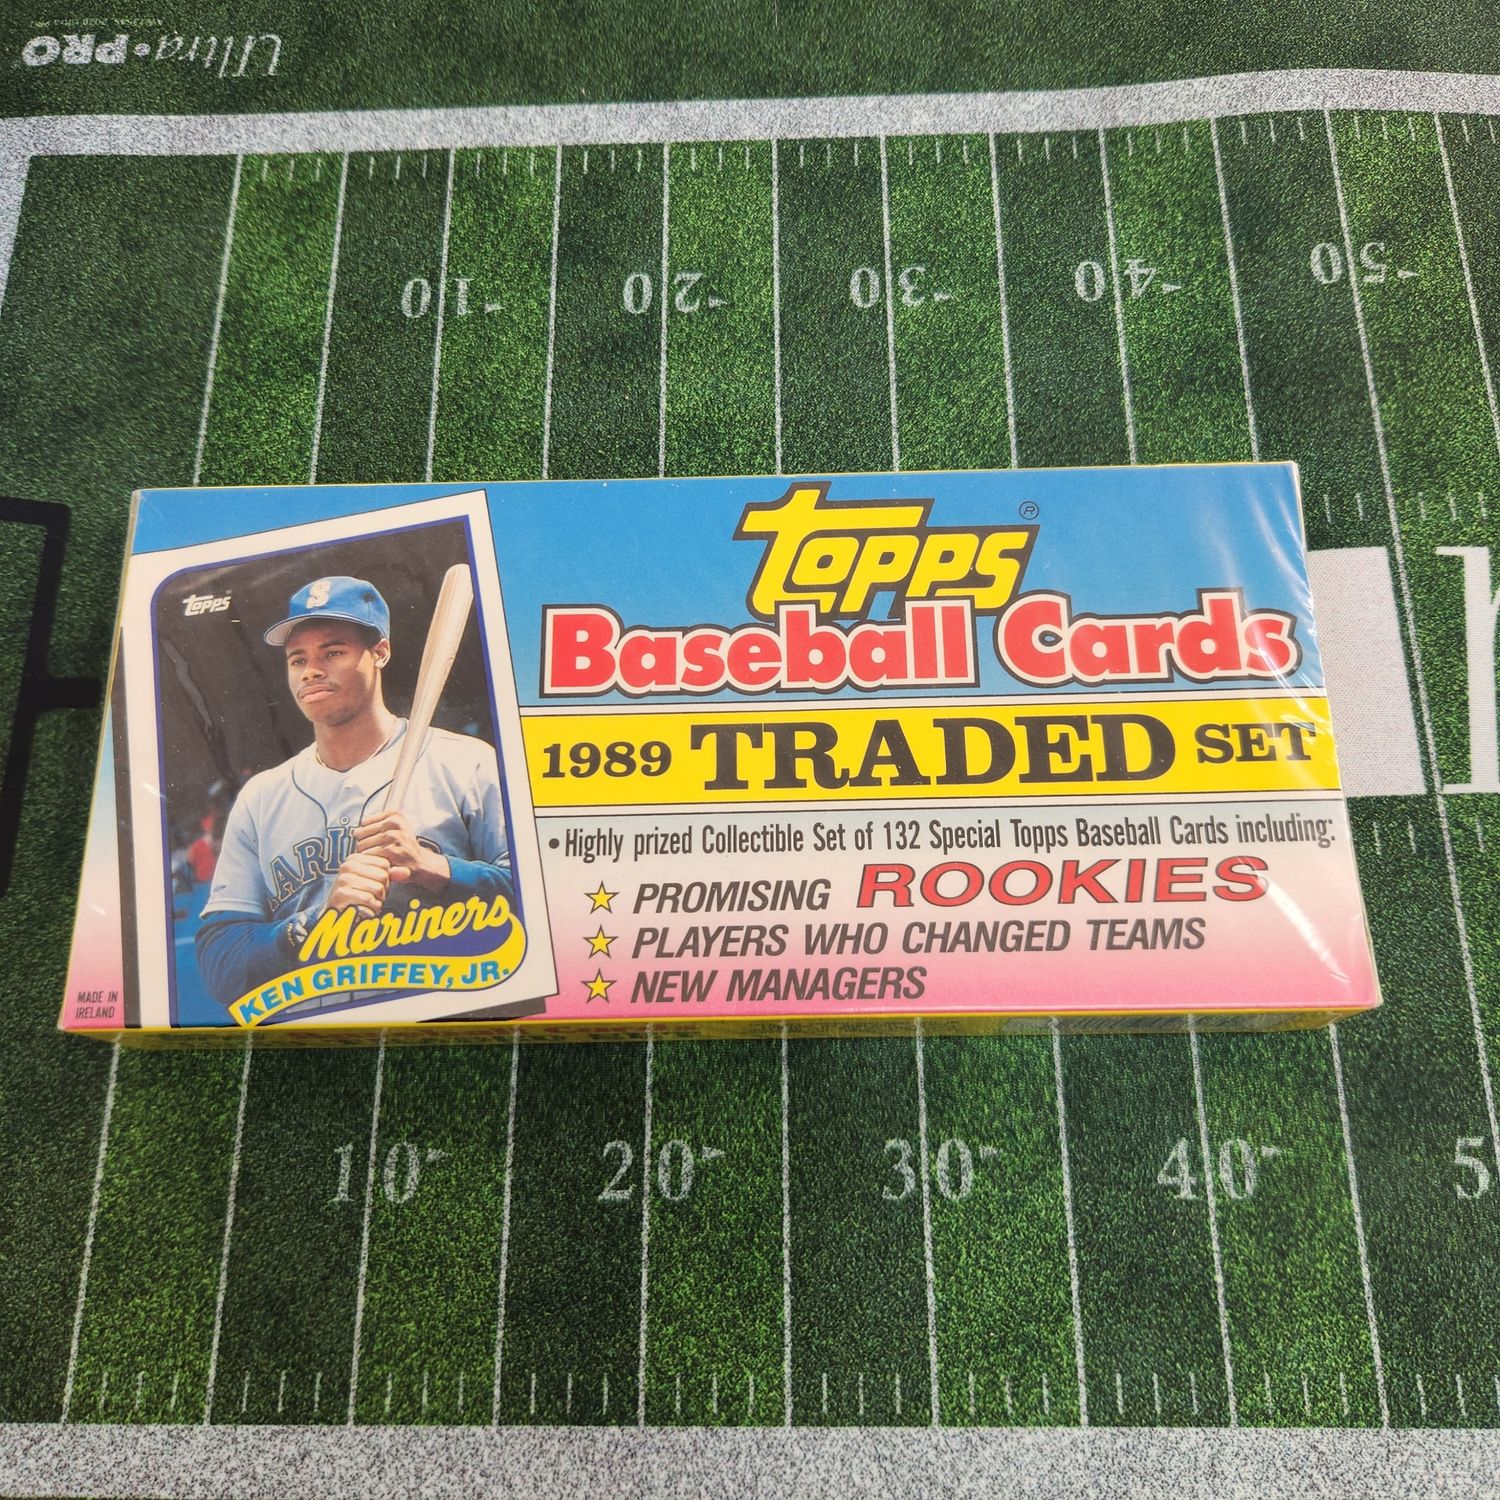 Ultra•PRO
-10
-20
-30
-40
-50
Topps®
Baseball Cards
1989 TRADED SET
• Highly prized Collectible Set of 132 Special Topps Baseball Cards including:
PROMISING ROOKIES
PLAYERS WHO CHANGED TEAMS
NEW MANAGERS
Topps
S
Mariners
KEN GRIFFEY, JR.
MADE IN
IRELAND
10-
20-
30-
40-
5